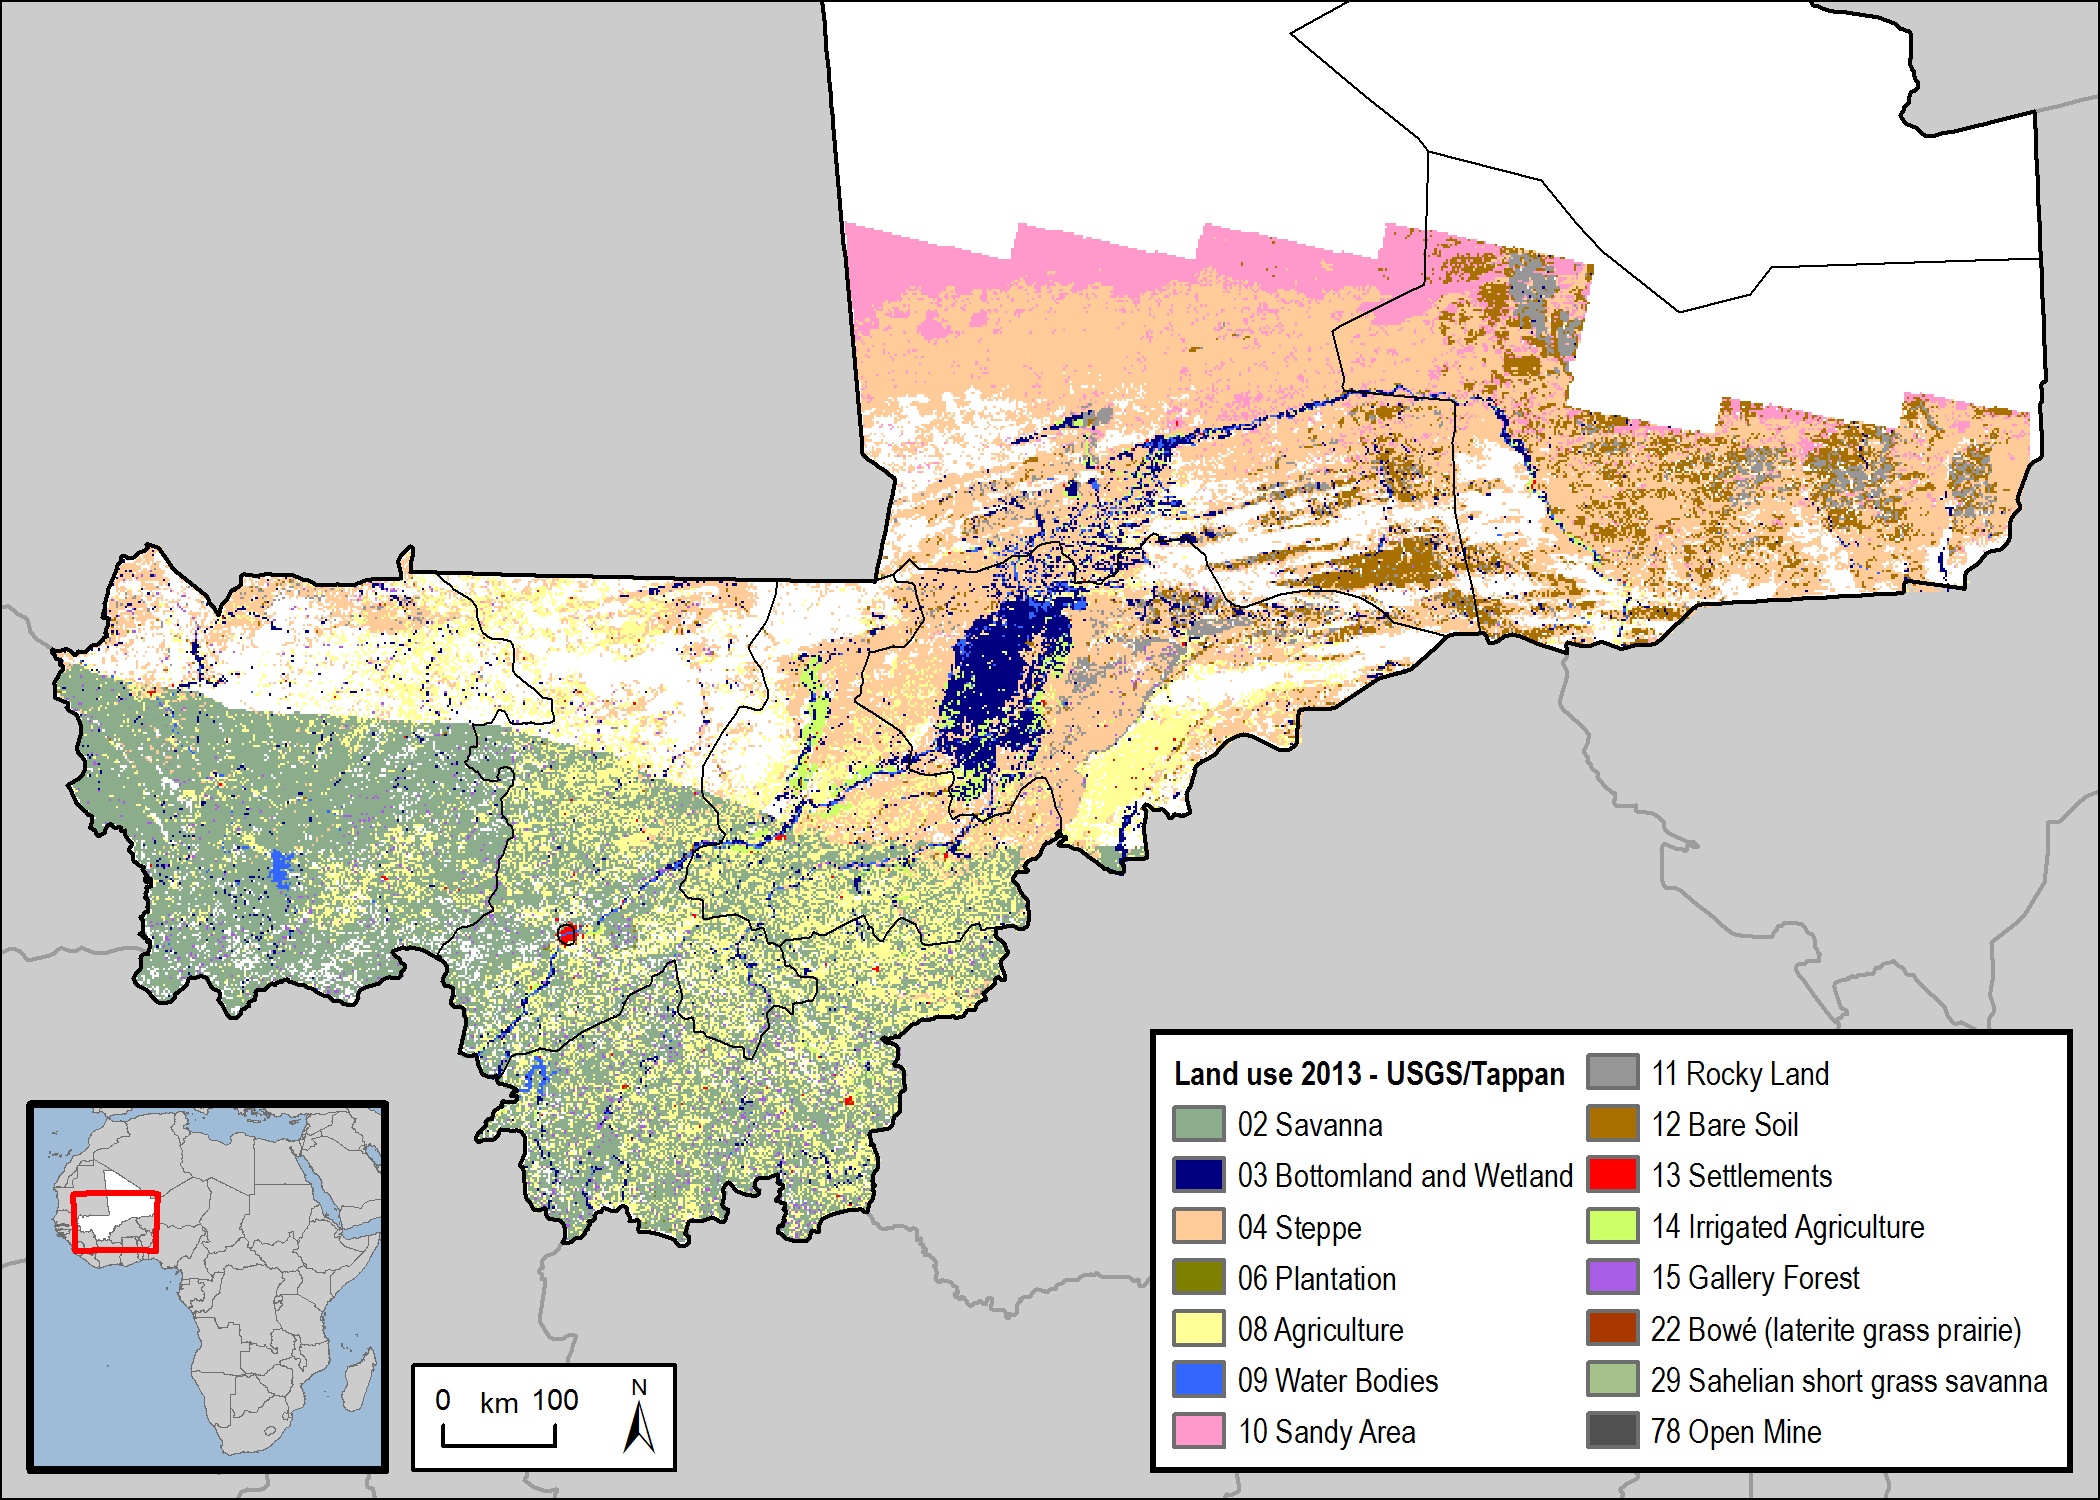 Land use 2013 - USGS/Tappan
02 Savanna
03 Bottomland and Wetland
04 Steppe
06 Plantation
08 Agriculture
09 Water Bodies
10 Sandy Area
11 Rocky Land
12 Bare Soil
13 Settlements
14 Irrigated Agriculture
15 Gallery Forest
22 Bowé (laterite grass prairie)
29 Sahelian short grass savanna
78 Open Mine
0 km 100
N